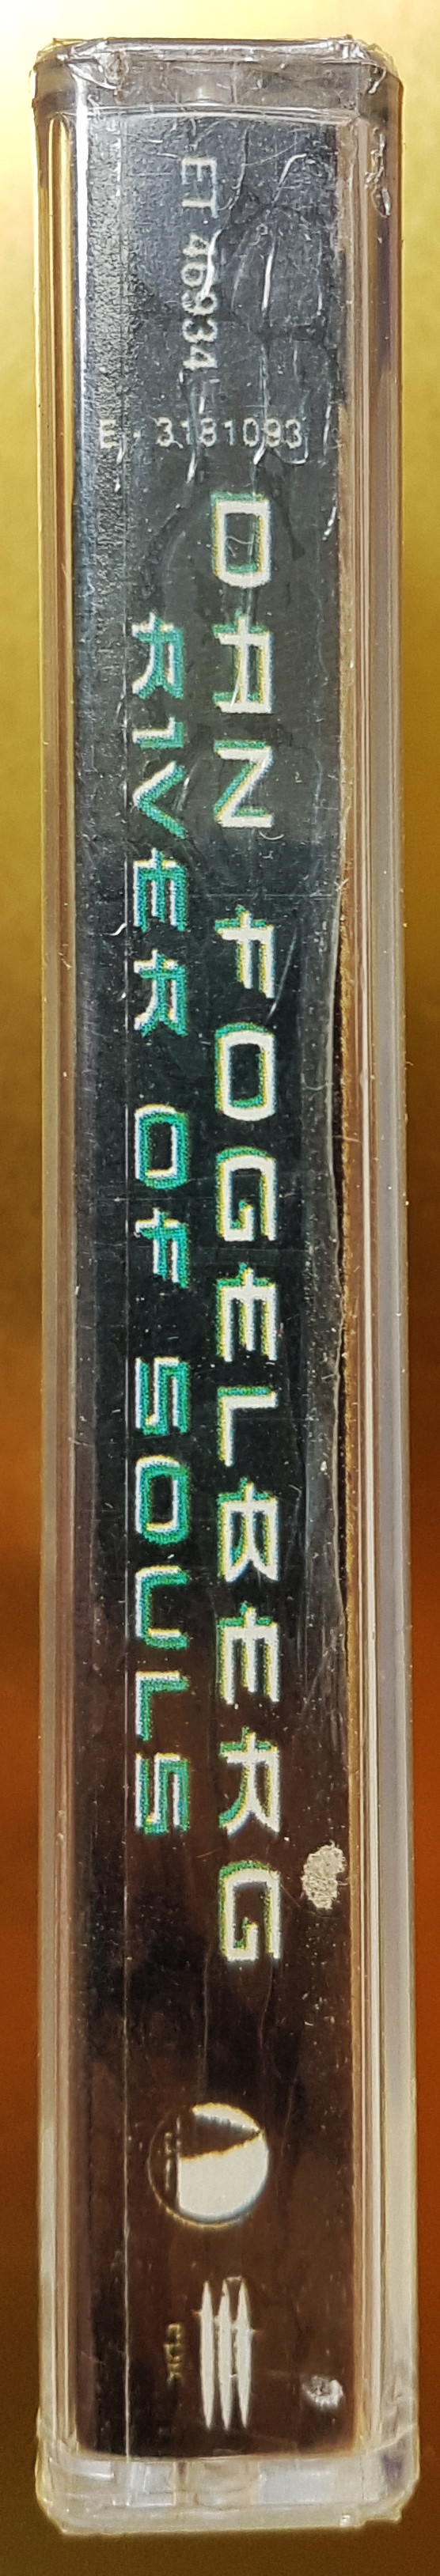 ET 46934
E - 3181093
DAN FOGELBERG
RIVER OF SOULS